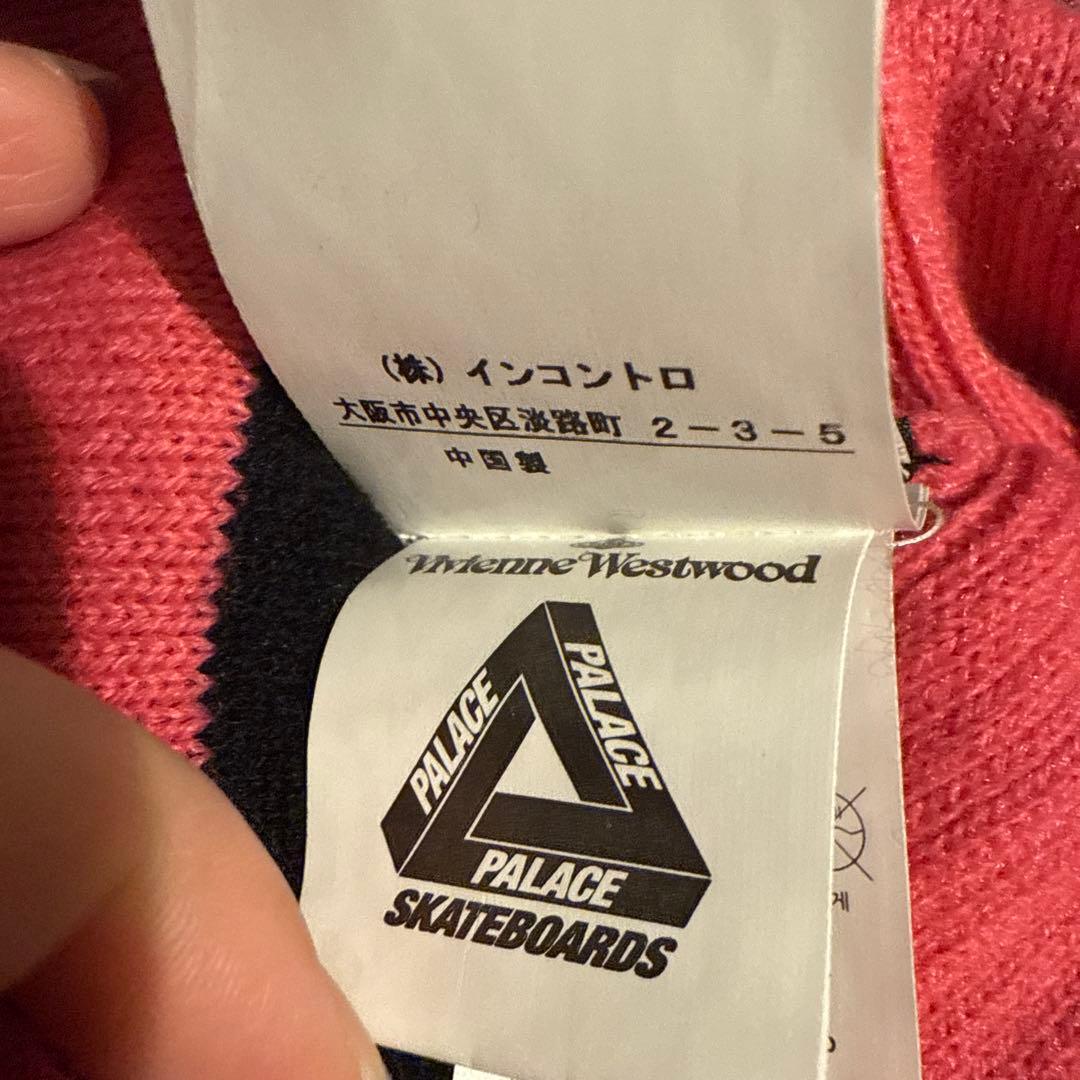 （株）インコントロ
大阪市中央区淡路町 2－3－5
中国製
Vivienne Westwood
PALACE
PALACE
PALACE
SKATEBOARDS
게